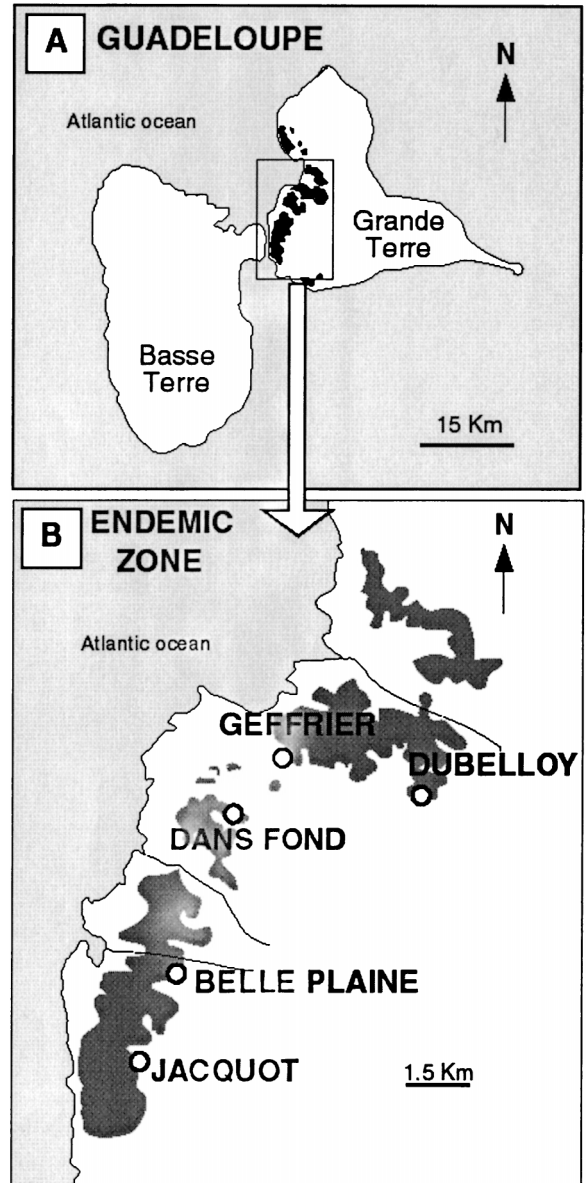 A GUADELOUPE
N
Atlantic ocean
Grande
Terre
Basse
Terre
15 Km
B ENDEMIC
ZONE
N
Atlantic ocean
GEFFRIER
DUBELLOY
DANS FOND
BELLE PLAINE
JACQUOT
1.5 Km